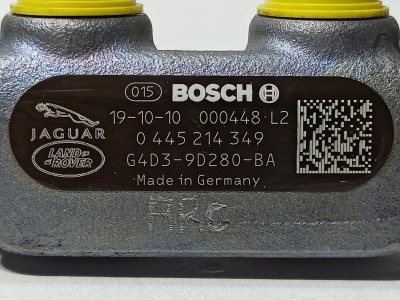 015 BOSCH
19-10-10 000448 L2
JAGUAR
0 445 214 349
LAND ROVER
G4D3-9D280-BA
Made in Germany